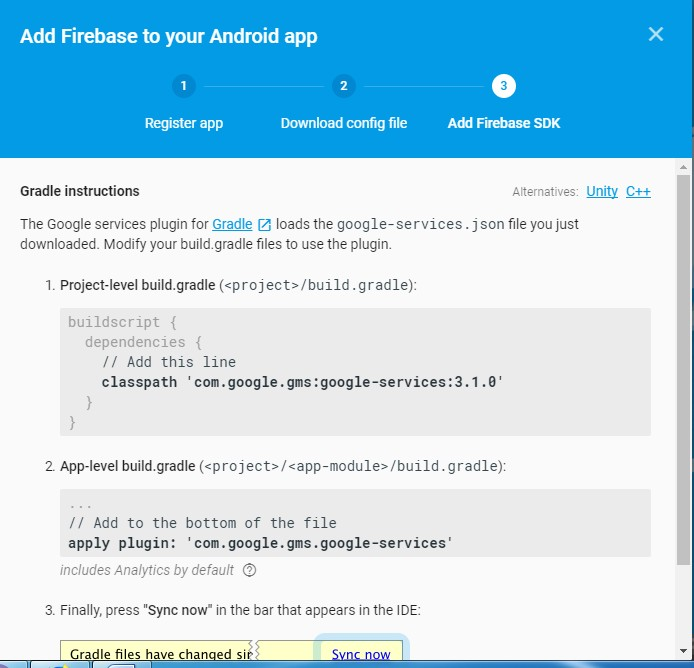 Add Firebase to your Android app
1 2 3
Register app Download config file Add Firebase SDK
Gradle instructions Alternatives: Unity C++
The Google services plugin for Gradle loads the google-services.json file you just
downloaded. Modify your build.gradle files to use the plugin.
1. Project-level build.gradle (<project>/build.gradle):
buildscript {
dependencies {
// Add this line
classpath 'com.google.gms:google-services:3.1.0'
}
}
2. App-level build.gradle (<project>/<app-module>/build.gradle):
...
// Add to the bottom of the file
apply plugin: 'com.google.gms.google-services'
includes Analytics by default ?
3. Finally, press "Sync now" in the bar that appears in the IDE:
Gradle files have changed sin Sync now